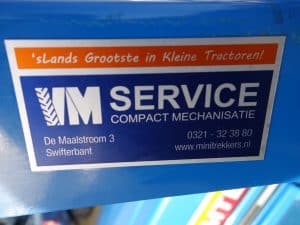 'sLands Grootste in Kleine Tractoren!
IM SERVICE
COMPACT MECHANISATIE
De Maalstroom 3
Swifterbant
0321 - 32 38 80
www.minitrekkers.nl